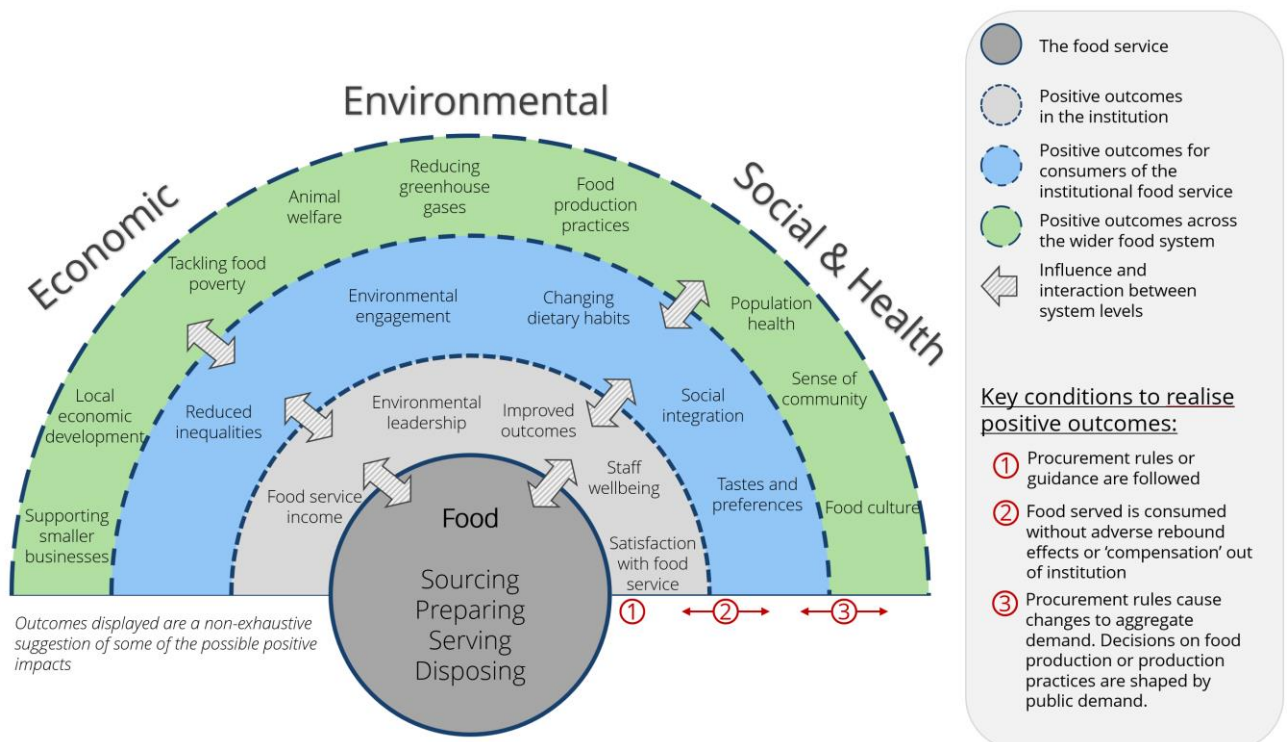 Environmental
Economic
Social & Health
Reducing
greenhouse
gases
Animal
welfare
Food
production
practices
Tackling food
poverty
Population
health
Local
economic
development
Sense of
community
Supporting
smaller
businesses
Food culture
Environmental
engagement
Changing
dietary habits
Reduced
inequalities
Social
integration
Tastes and
preferences
Environmental
leadership
Improved
outcomes
Food service
income
Staff
wellbeing
Satisfaction
with food
service
Food
Sourcing
Preparing
Serving
Disposing
1
2
3
Outcomes displayed are a non-exhaustive
suggestion of some of the possible positive
impacts
The food service
Positive outcomes
in the institution
Positive outcomes for
consumers of the
institutional food service
Positive outcomes across
the wider food system
Influence and
interaction between
system levels
Key conditions to realise
positive outcomes:
1 Procurement rules or
guidance are followed
2 Food served is consumed
without adverse rebound
effects or ‘compensation’ out
of institution
3 Procurement rules cause
changes to aggregate
demand. Decisions on food
production or production
practices are shaped by
public demand.